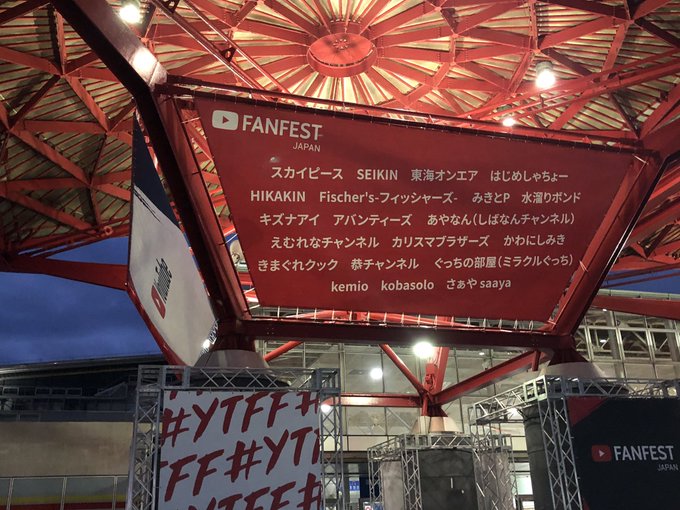 FANFEST
JAPAN
スカイピース SEIKIN 東海オンエア はじめしゃちょー
HIKAKIN Fischer's-フィッシャーズ- みきとP 水溜りボンド
キズナアイ アバンティーズ あやなん(しばなんチャンネル)
えむれなチャンネル カリスマブラザーズ かわにしみき
きまぐれクック 恭チャンネル ぐっちの部屋(ミラクルぐっち)
kemio kobasolo さぁや saaya
#YTFF#
FF #YT
#YTFF
FANFEST
JAPAN